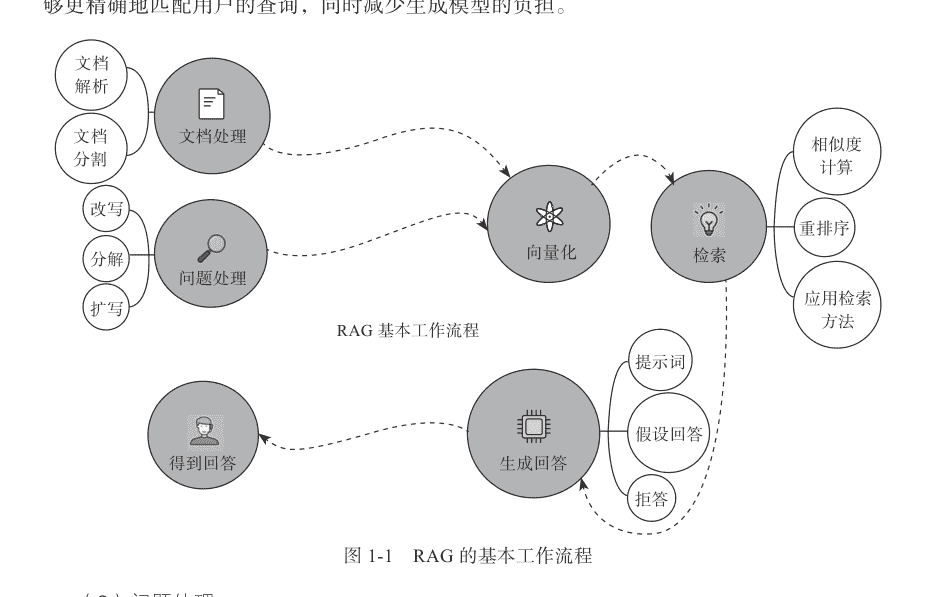 够更精确地匹配用户的查询，同时减少生成模型的负担。
文档
解析
文档处理
文档
分割
改写
分解
扩写
问题处理
向量化
检索
相似度
计算
重排序
应用检索
方法
RAG 基本工作流程
提示词
假设回答
拒答
生成回答
得到回答
图 1-1 RAG 的基本工作流程
（2）问题处理